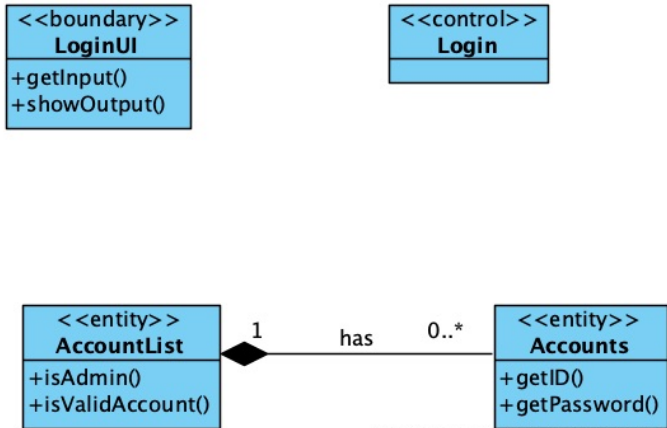 <<boundary>>
LoginUI
+getInput()
+showOutput()
<<control>>
Login
<<entity>>
AccountList
+isAdmin()
+isValidAccount()
1
has
0..*
<<entity>>
Accounts
+getID()
+getPassword()